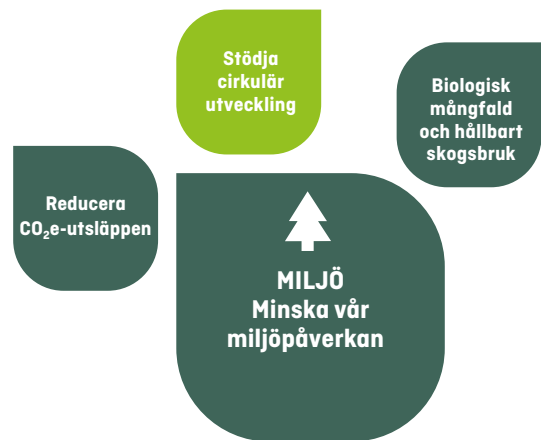 Stödja
cirkulär
utveckling
Biologisk
mångfald
och hållbart
skogsbruk
Reducera
CO₂e-utsläppen
MILJÖ
Minska vår
miljöpåverkan